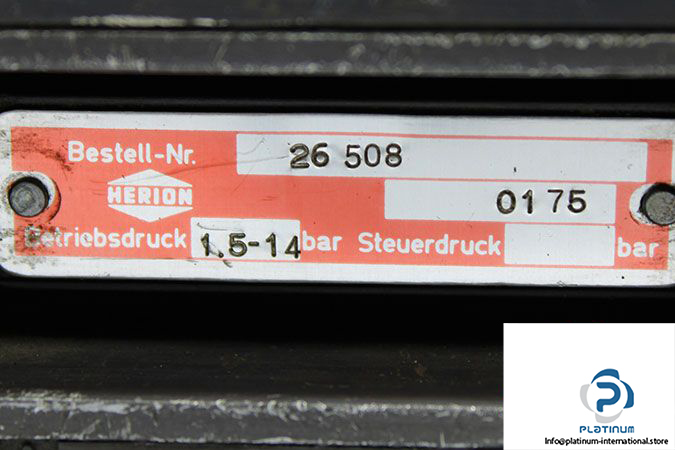 Bestell-Nr. 26 508
HERION 01 75
Betriebsdruck 1.5-14 bar Steuerdruck bar
PLATINUM
Info@platinum-international.store